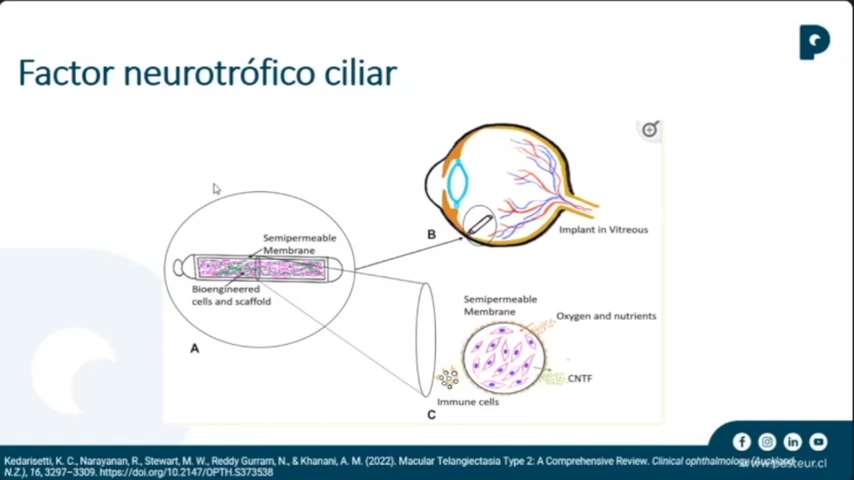 Factor neurotrófico ciliar
Semipermeable
Membrane
Bioengineered
cells and scaffold
A
B
Implant in Vitreous
Semipermeable
Membrane
Oxygen and nutrients
CNTF
Immune cells
C
Kedarisetti, K. C., Narayanan, R., Stewart, M. W., Reddy Gurram, N., & Khanani, A. M. (2022). Macular Telangiectasia Type 2: A Comprehensive Review. Clinical ophthalmology (Auckland,
N.Z.), 16, 3297–3309. https://doi.org/10.2147/OPTH.S373538
www.pasteur.cl